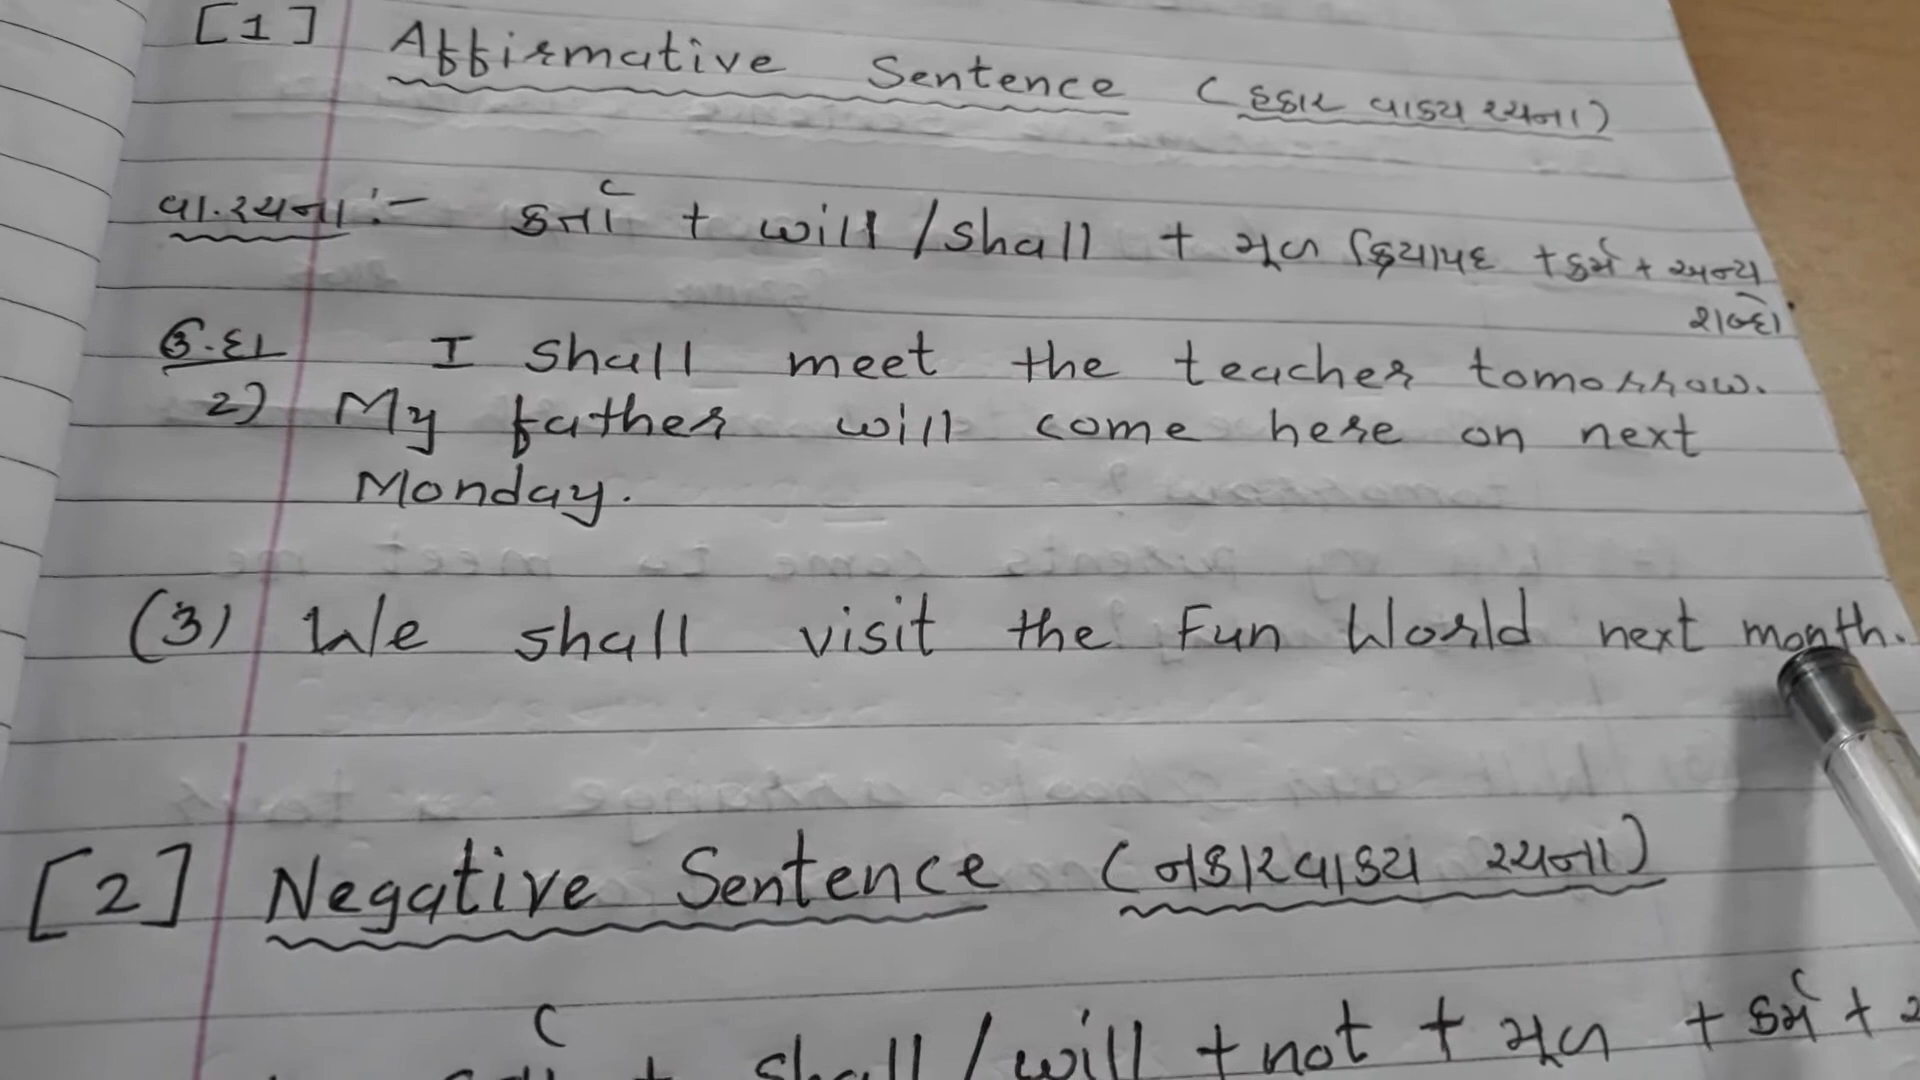 [1] Affirmative Sentence (હકાર વાક્ય રચના)
વા.રચના :- કર્તા + will / shall + મૂળ ક્રિયાપદ + કર્મ + અન્ય
શબ્દો
ઉ.દા I shall meet the teacher tomorrow.
2) My father will come here on next
Monday.
(3) We shall visit the Fun World next month.
[2] Negative Sentence (નકારવાક્ય રચના)
shall / will + not + મૂળ + કર્મ +